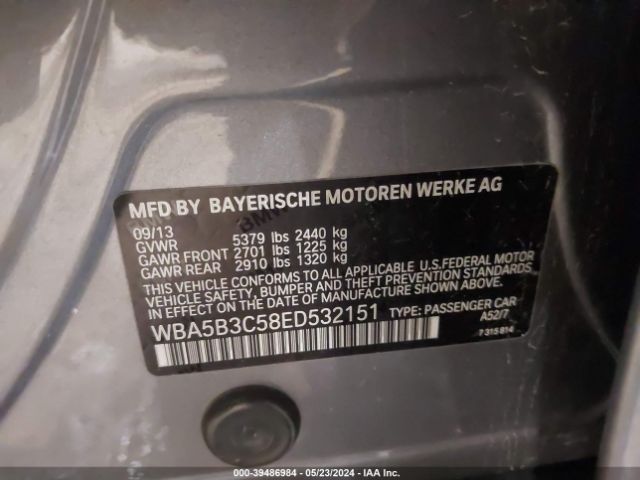 MFD BY BAYERISCHE MOTOREN WERKE AG
09/13
GVWR 5379 lbs 2440 kg
GAWR FRONT 2701 lbs 1225 kg
GAWR REAR 2910 lbs 1320 kg
THIS VEHICLE CONFORMS TO ALL APPLICABLE U.S.FEDERAL MOTOR
VEHICLE SAFETY, BUMPER AND THEFT PREVENTION STANDARDS
IN EFFECT ON THE DATE OF MANUFACTURE SHOWN ABOVE.
WBA5B3C58ED532151 TYPE: PASSENGER CAR
A52/7
7 315 814
000-39486984 - 05/23/2024 - IAA Inc.